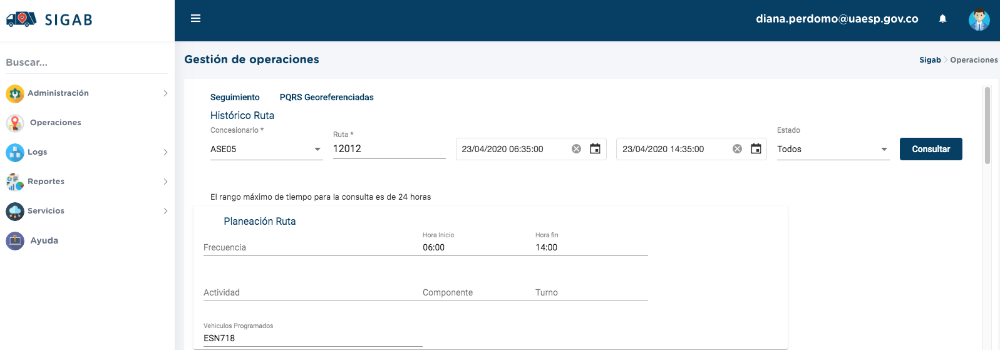 SIGAB
diana.perdomo@uaesp.gov.co
Buscar...
Administración
Operaciones
Logs
Reportes
Servicios
Ayuda
Gestión de operaciones
Sigab > Operaciones
Seguimiento PQRS Georeferenciadas
Histórico Ruta
Concesionario * Ruta * Estado
ASE05 12012 23/04/2020 06:35:00 23/04/2020 14:35:00 Todos Consultar
El rango máximo de tiempo para la consulta es de 24 horas
Planeación Ruta
Hora Inicio Hora fin
Frecuencia 06:00 14:00
Actividad Componente Turno
Vehiculos Programados
ESN718